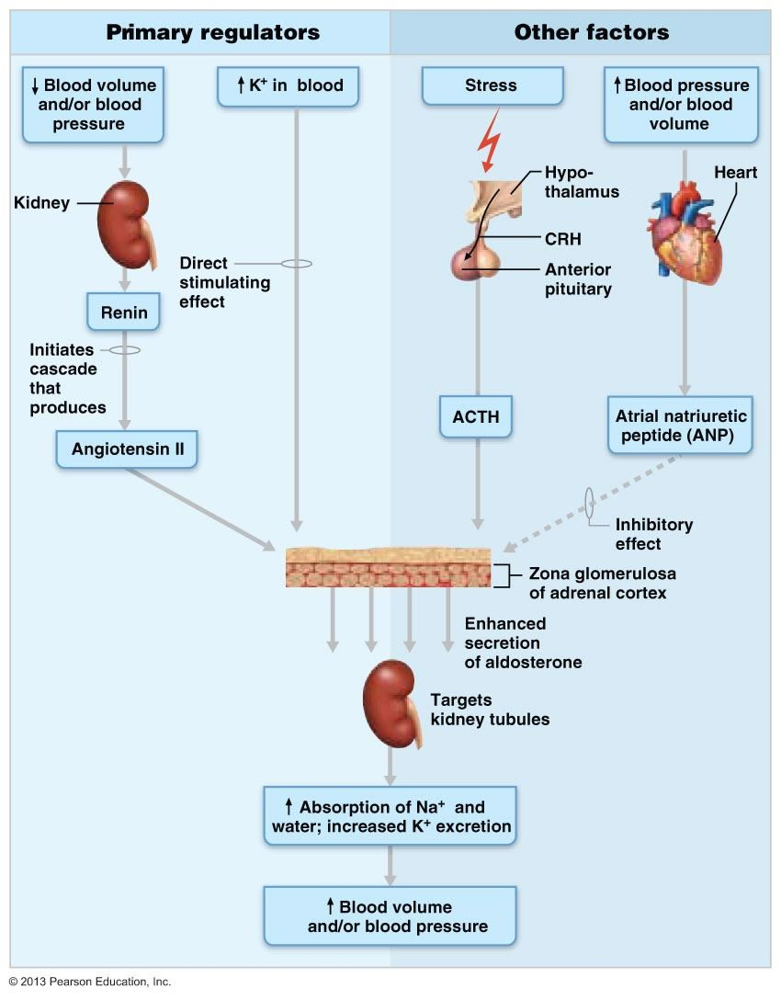 Primary regulators
Other factors
↓ Blood volume
and/or blood
pressure
↑ K⁺ in blood
Stress
↑ Blood pressure
and/or blood
volume
Kidney
Hypo-
thalamus
Heart
CRH
Anterior
pituitary
Direct
stimulating
effect
Renin
Initiates
cascade
that
produces
Angiotensin II
ACTH
Atrial natriuretic
peptide (ANP)
Inhibitory
effect
Zona glomerulosa
of adrenal cortex
Enhanced
secretion
of aldosterone
Targets
kidney tubules
↑ Absorption of Na⁺ and
water; increased K⁺ excretion
↑ Blood volume
and/or blood pressure
© 2013 Pearson Education, Inc.